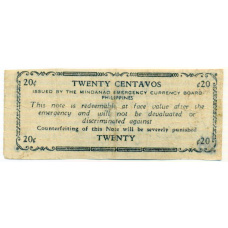 20¢ TWENTY CENTAVOS ¢20
ISSUED BY THE MINDANAO EMERGENCY CURRENCY BOARD
PHILIPPINES
This note is redeemable at face value after the
emergency and will not be devaluated or
discriminated against
Counterfeiting of this Note will be severly punished
20¢ TWENTY ¢20